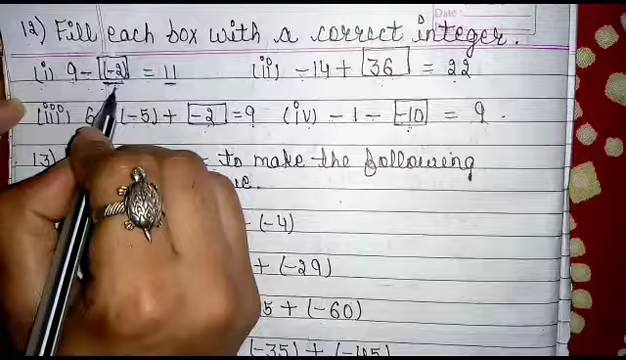 Date :
12) Fill each box with a correct integer.
(i) 9 - (-2) = 11 (ii) -14 + 36 = 22
(iii) 6 (-5) + -2 = 9 (iv) -1 - -10 = 9.
13) to make the following
(-4)
+ (-29)
5 + (-60)
(-35) + (-45)